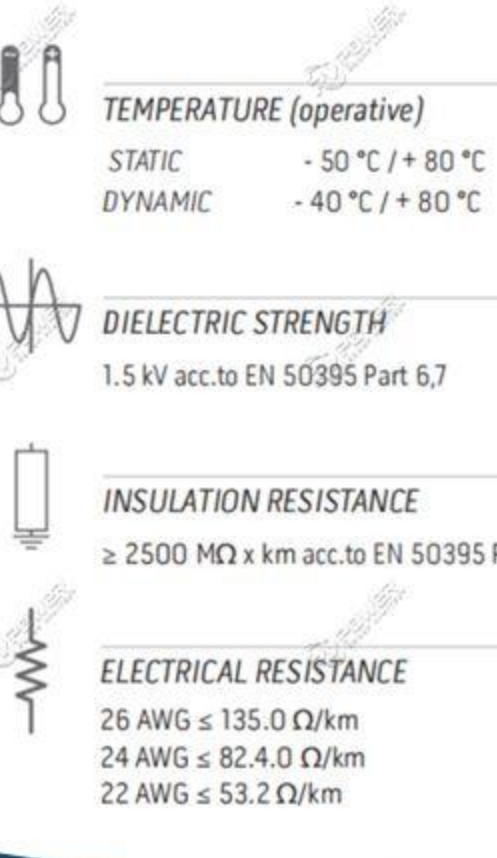 TEMPERATURE (operative)
STATIC - 50 °C / + 80 °C
DYNAMIC - 40 °C / + 80 °C
DIELECTRIC STRENGTH
1.5 kV acc.to EN 50395 Part 6,7
INSULATION RESISTANCE
≥ 2500 MΩ x km acc.to EN 50395
ELECTRICAL RESISTANCE
26 AWG ≤ 135.0 Ω/km
24 AWG ≤ 82.4.0 Ω/km
22 AWG ≤ 53.2 Ω/km